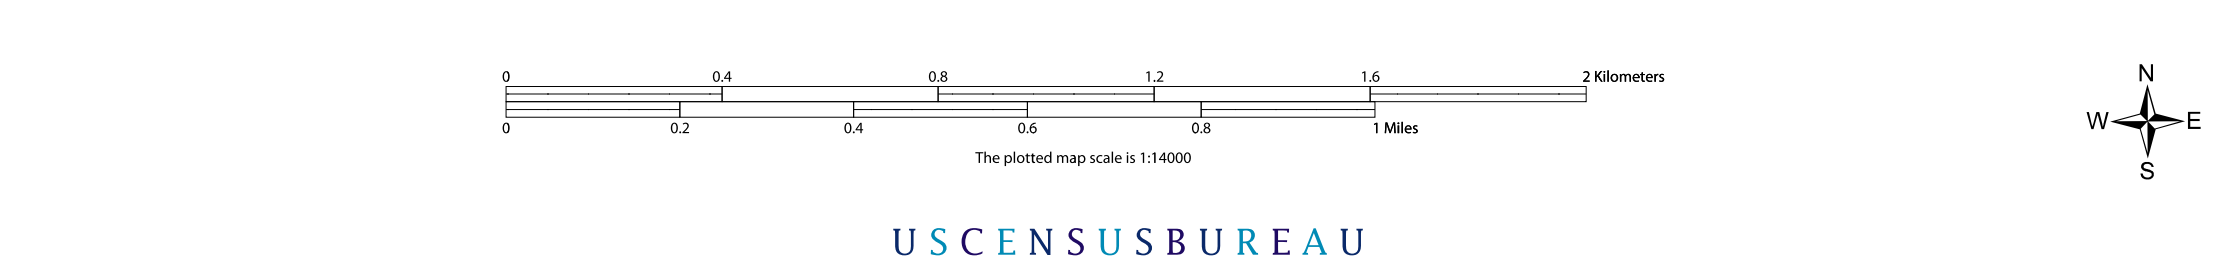 0 0.4 0.8 1.2 1.6 2 Kilometers
0 0.2 0.4 0.6 0.8 1 Miles
The plotted map scale is 1:14000
N
W E
S
USCENSUSBUREAU